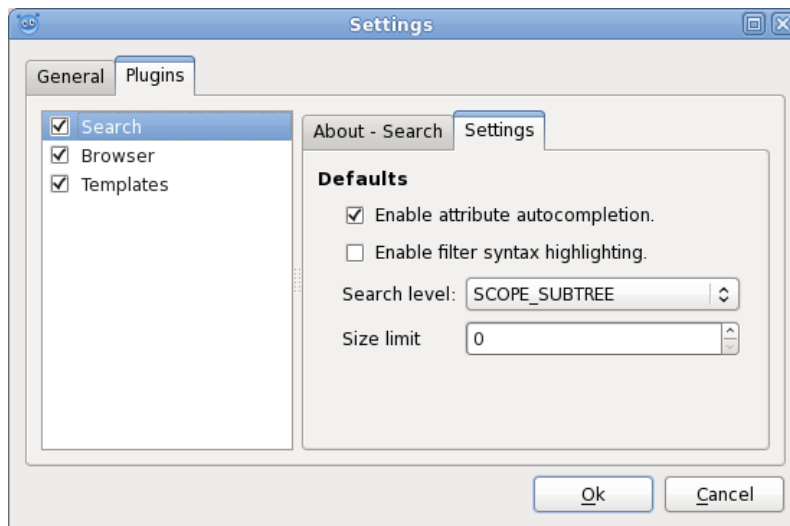 Settings
General Plugins
Search
Browser
Templates
About - Search Settings
Defaults
Enable attribute autocompletion.
Enable filter syntax highlighting.
Search level: SCOPE_SUBTREE
Size limit 0
Ok Cancel